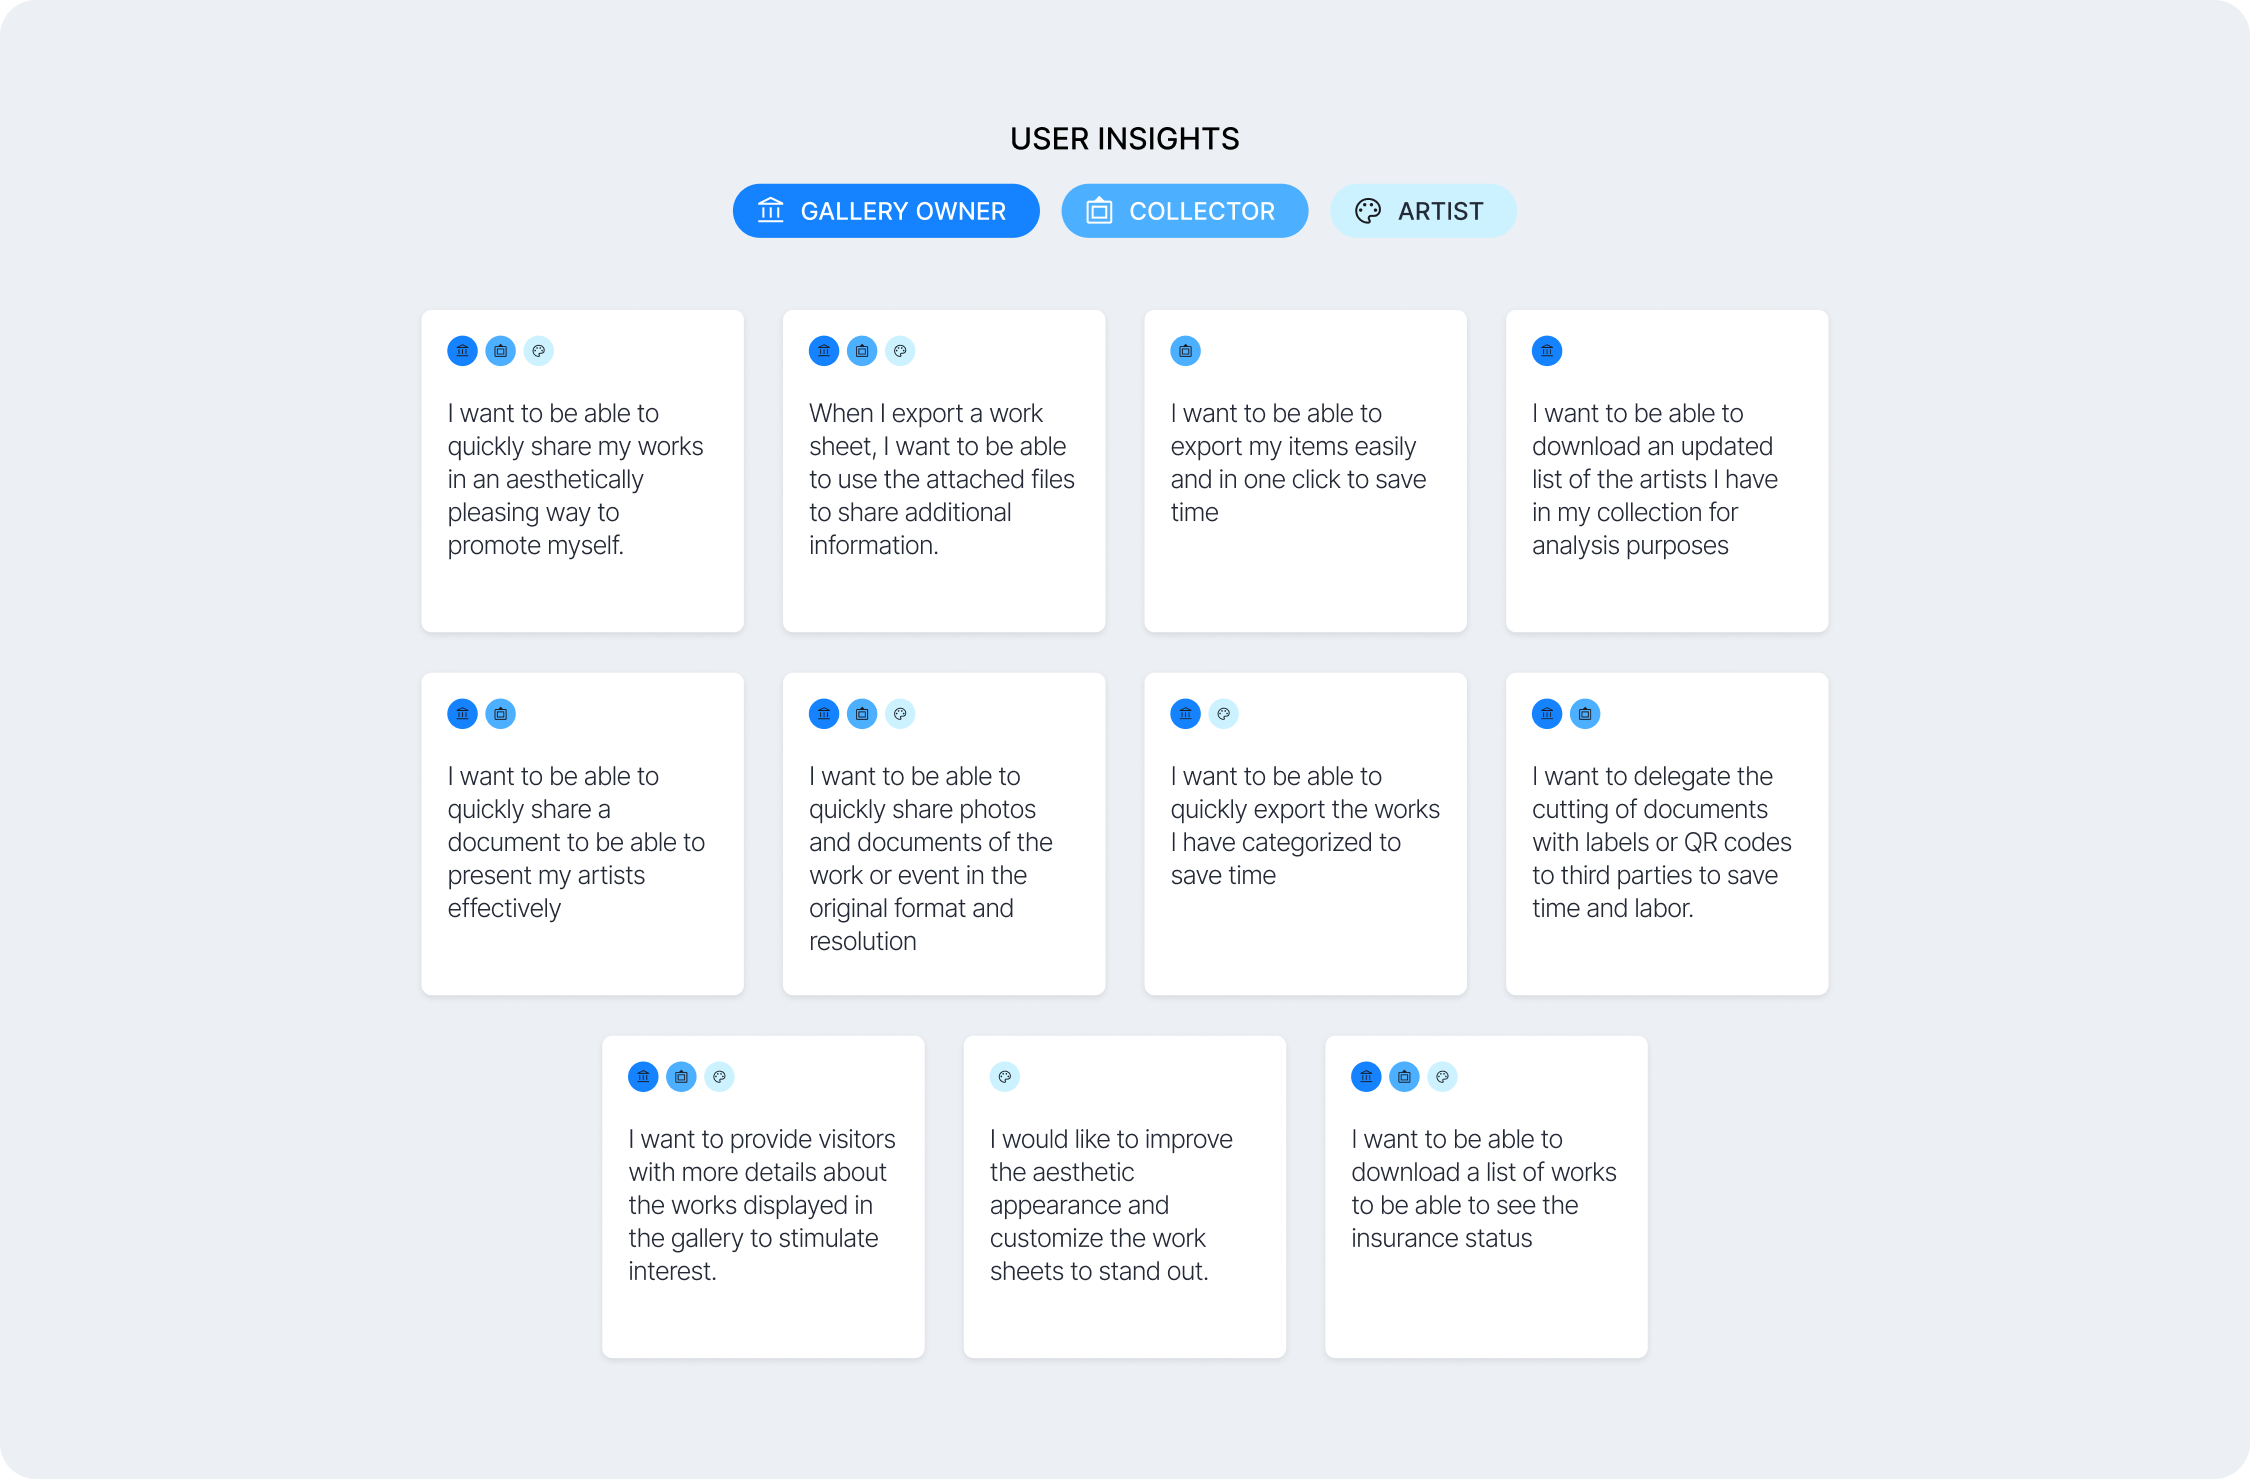 USER INSIGHTS
GALLERY OWNER
COLLECTOR
ARTIST
I want to be able to
quickly share my works
in an aesthetically
pleasing way to
promote myself.
When I export a work
sheet, I want to be able
to use the attached files
to share additional
information.
I want to be able to
export my items easily
and in one click to save
time
I want to be able to
download an updated
list of the artists I have
in my collection for
analysis purposes
I want to be able to
quickly share a
document to be able to
present my artists
effectively
I want to be able to
quickly share photos
and documents of the
work or event in the
original format and
resolution
I want to be able to
quickly export the works
I have categorized to
save time
I want to delegate the
cutting of documents
with labels or QR codes
to third parties to save
time and labor.
I want to provide visitors
with more details about
the works displayed in
the gallery to stimulate
interest.
I would like to improve
the aesthetic
appearance and
customize the work
sheets to stand out.
I want to be able to
download a list of works
to be able to see the
insurance status